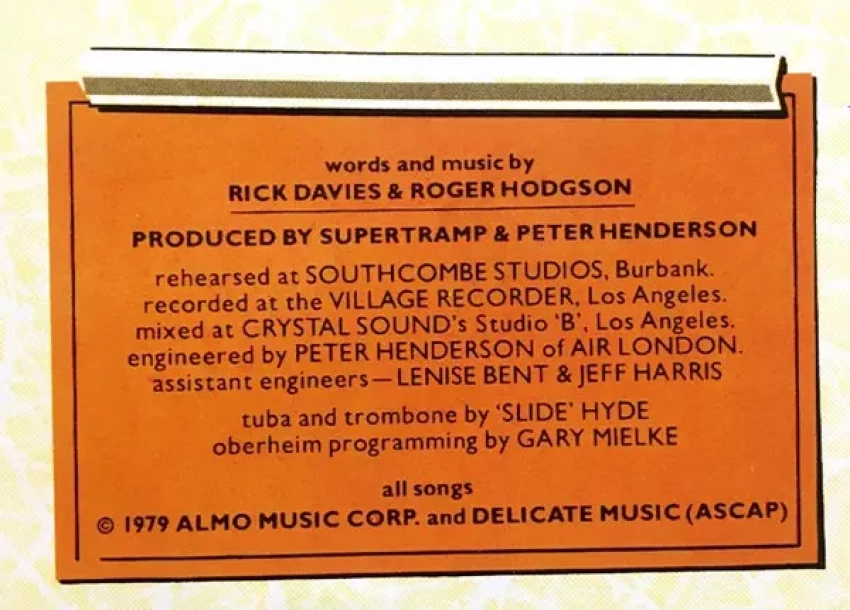 words and music by
RICK DAVIES & ROGER HODGSON
PRODUCED BY SUPERTRAMP & PETER HENDERSON
rehearsed at SOUTHCOMBE STUDIOS, Burbank.
recorded at the VILLAGE RECORDER, Los Angeles.
mixed at CRYSTAL SOUND's Studio 'B', Los Angeles.
engineered by PETER HENDERSON of AIR LONDON.
assistant engineers—LENISE BENT & JEFF HARRIS
tuba and trombone by 'SLIDE' HYDE
oberheim programming by GARY MIELKE
all songs
© 1979 ALMO MUSIC CORP. and DELICATE MUSIC (ASCAP)